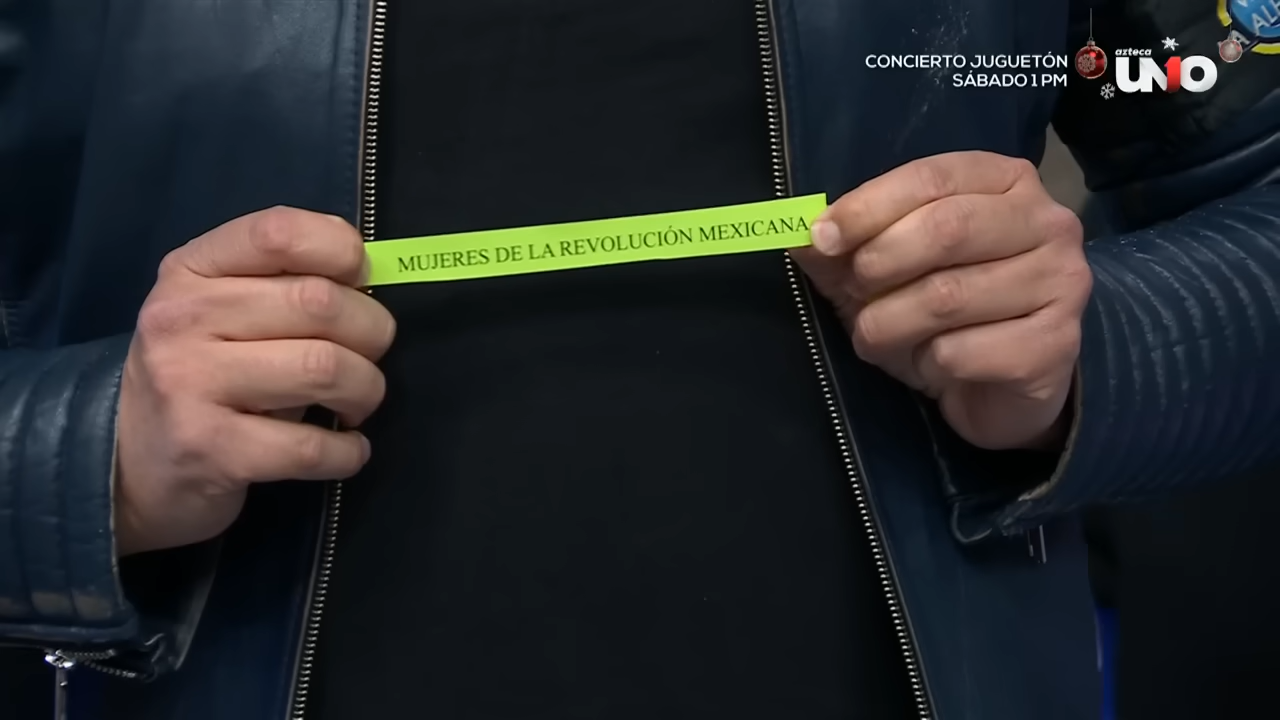 CONCIERTO JUGUETÓN
SÁBADO 1 PM
azteca
UNO
MUJERES DE LA REVOLUCIÓN MEXICANA